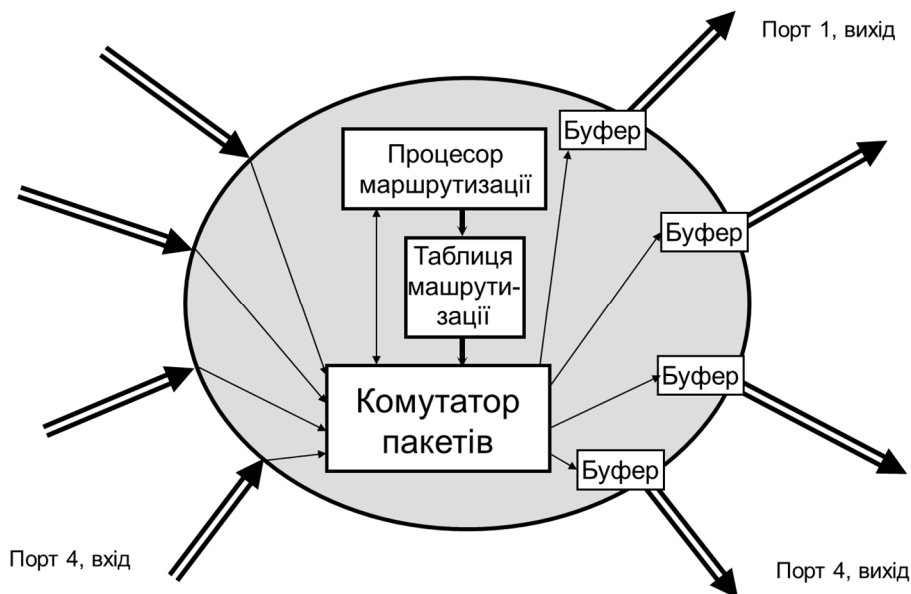 Порт 1, вихід
Буфер
Процесор
маршрутизації
Буфер
Таблиця
машрути-
зації
Буфер
Комутатор
пакетів
Буфер
Порт 4, вхід
Порт 4, вихід